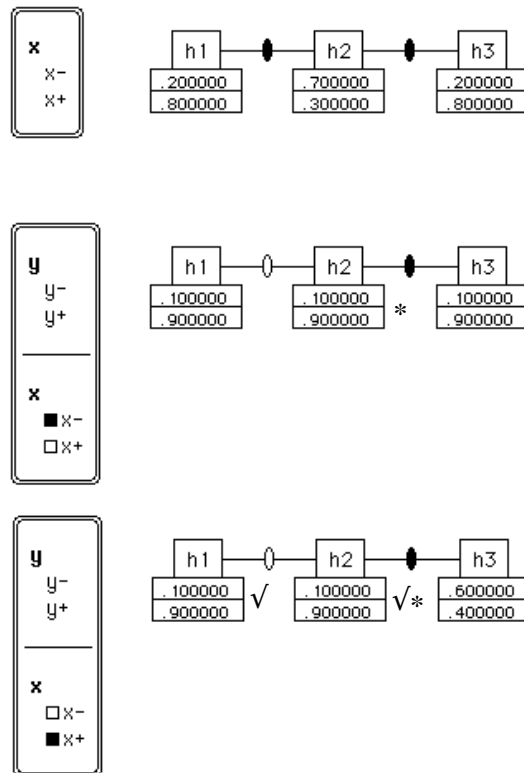 x
x-
x+
h1 h2 h3
.200000 .700000 .200000
.800000 .300000 .800000
y
y-
y+
x
■ x-
□ x+
h1 h2 h3
.100000 .100000 .100000
.900000 .900000 * .900000
y
y-
y+
x
□ x-
■ x+
h1 h2 h3
.100000 .100000 .600000
.900000 √ .900000 √* .400000